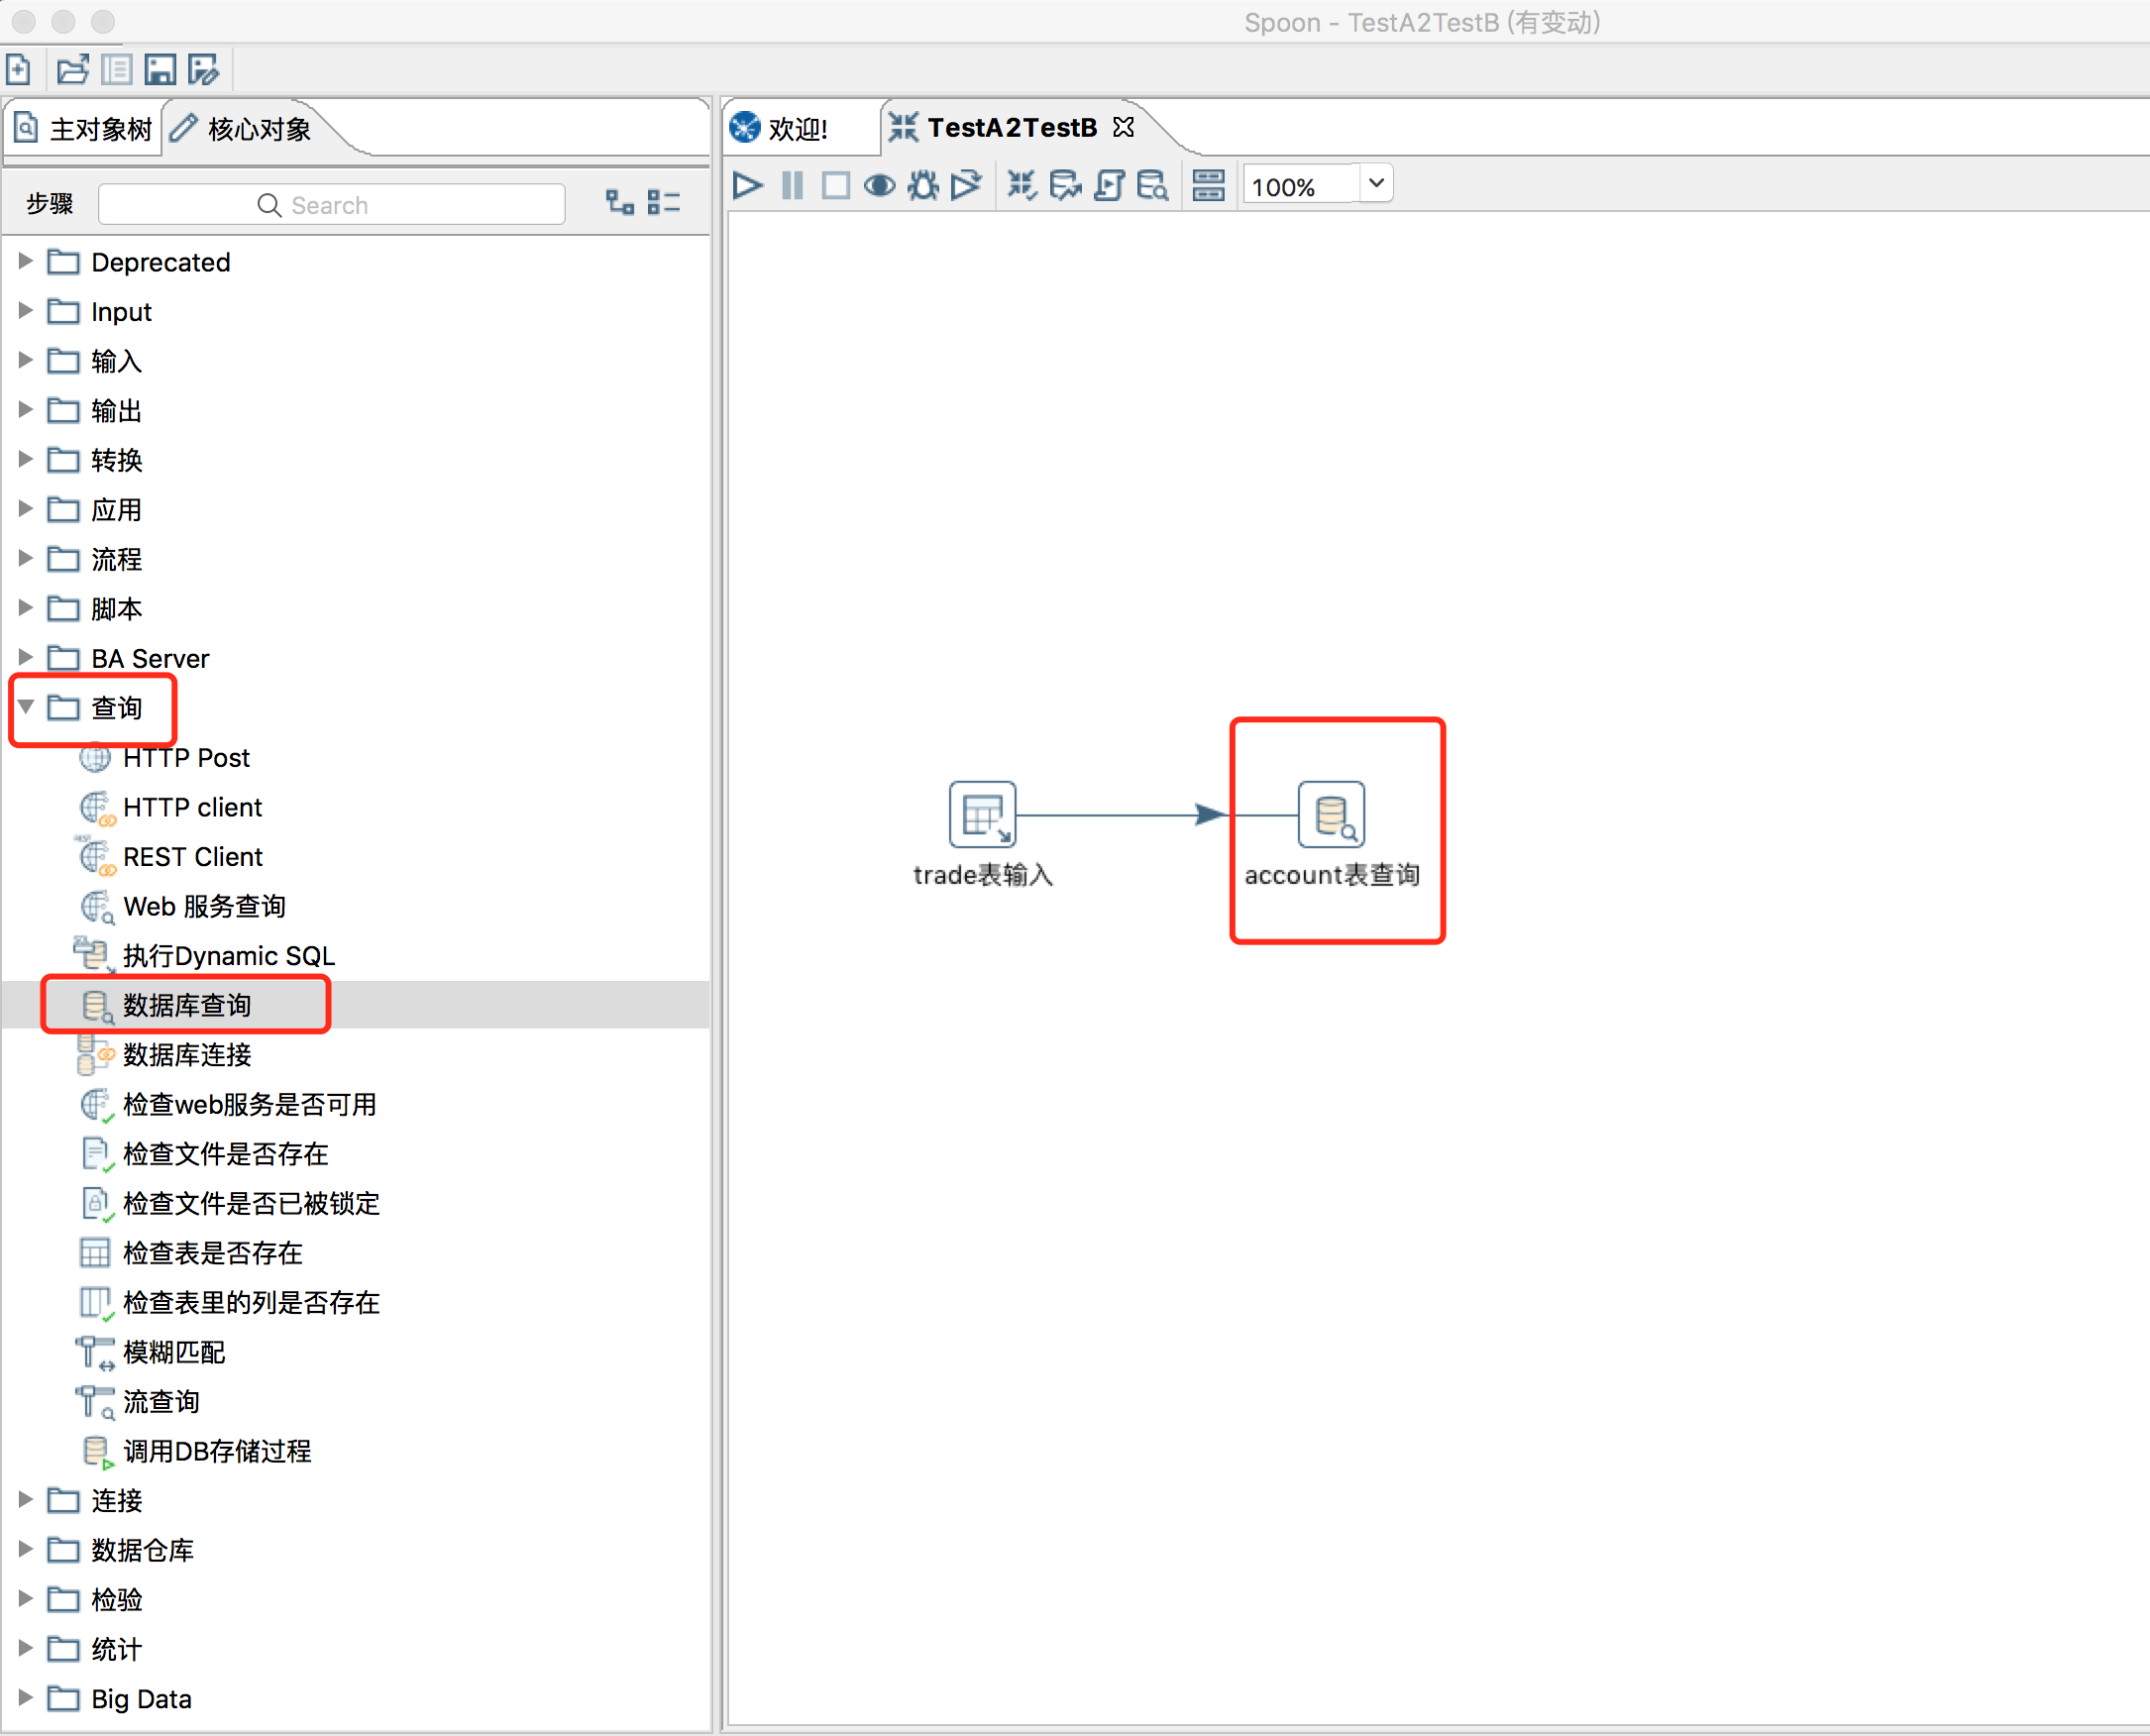 Spoon - TestA2TestB (有变动)
主对象树
核心对象
欢迎!
TestA2TestB
步骤
Search
100%
Deprecated
Input
输入
输出
转换
应用
流程
脚本
BA Server
查询
HTTP Post
HTTP client
REST Client
Web 服务查询
执行Dynamic SQL
数据库查询
数据库连接
检查web服务是否可用
检查文件是否存在
检查文件是否已被锁定
检查表是否存在
检查表里的列是否存在
模糊匹配
流查询
调用DB存储过程
连接
数据仓库
检验
统计
Big Data
trade表输入
account表查询